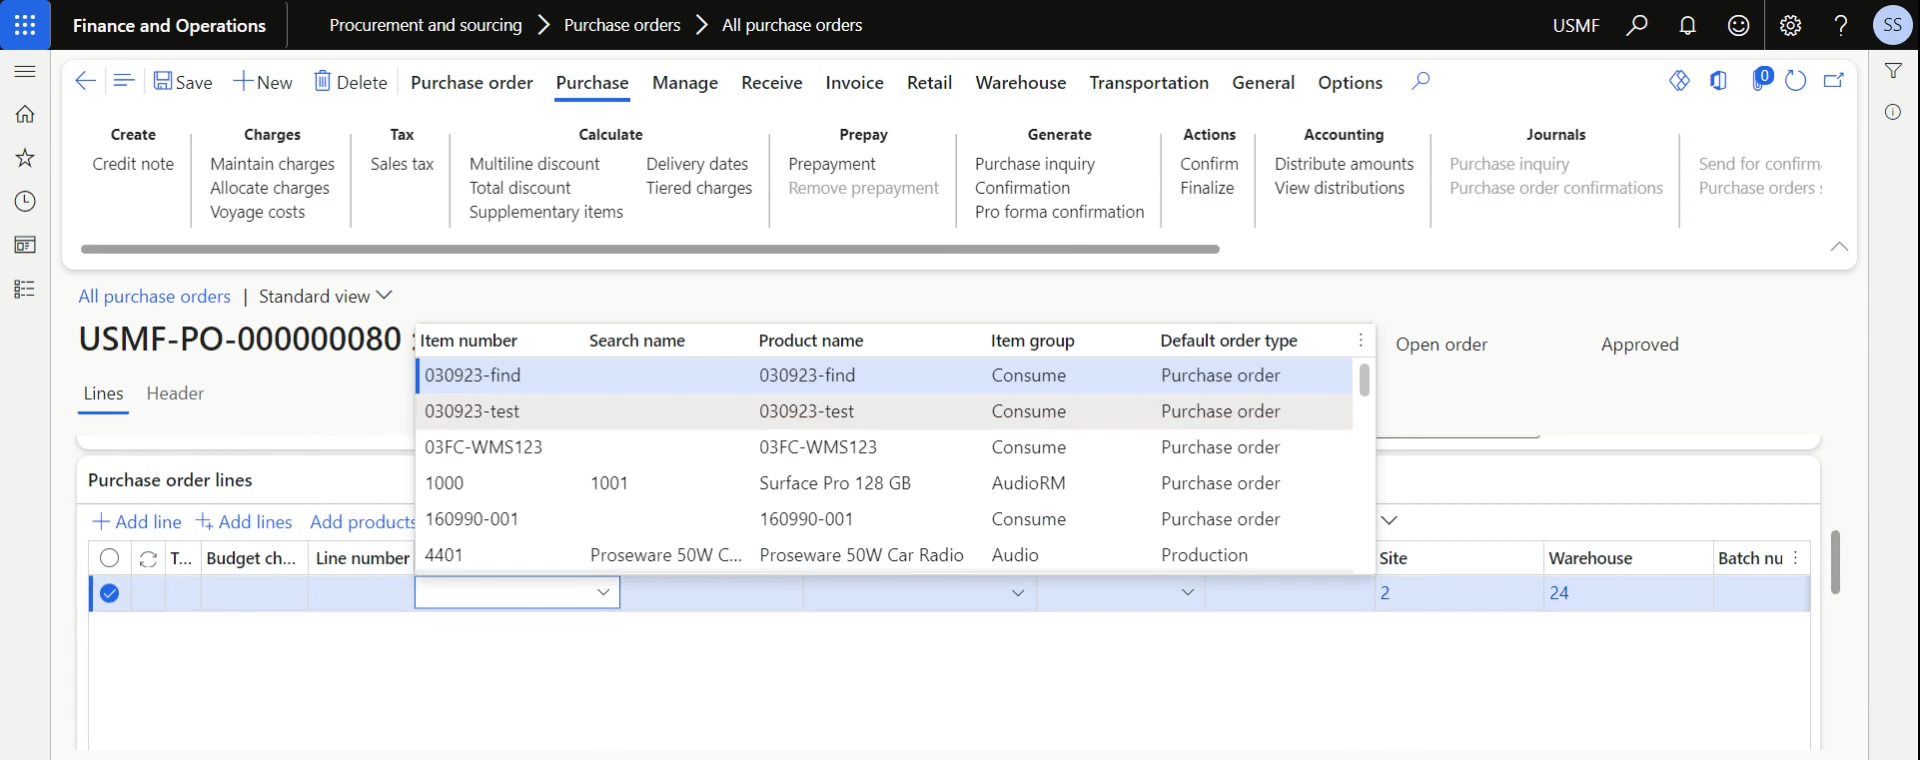 Finance and Operations
Procurement and sourcing > Purchase orders > All purchase orders
USMF
SS
Save
New
Delete
Purchase order
Purchase
Manage
Receive
Invoice
Retail
Warehouse
Transportation
General
Options
0
Create
Credit note
Charges
Maintain charges
Allocate charges
Voyage costs
Tax
Sales tax
Calculate
Multiline discount
Total discount
Supplementary items
Delivery dates
Tiered charges
Prepay
Prepayment
Remove prepayment
Generate
Purchase inquiry
Confirmation
Pro forma confirmation
Actions
Confirm
Finalize
Accounting
Distribute amounts
View distributions
Journals
Purchase inquiry
Purchase order confirmations
Send for confirm
Purchase orders
All purchase orders | Standard view
USMF-PO-000000080 :
Open order
Approved
Lines
Header
Item number Search name Product name Item group Default order type
030923-find 030923-find Consume Purchase order
030923-test 030923-test Consume Purchase order
03FC-WMS123 03FC-WMS123 Consume Purchase order
1000 1001 Surface Pro 128 GB AudioRM Purchase order
160990-001 160990-001 Consume Purchase order
4401 Proseware 50W C... Proseware 50W Car Radio Audio Production
Purchase order lines
Add line
Add lines
Add products
T... Budget ch... Line number Site Warehouse Batch nu
2 24